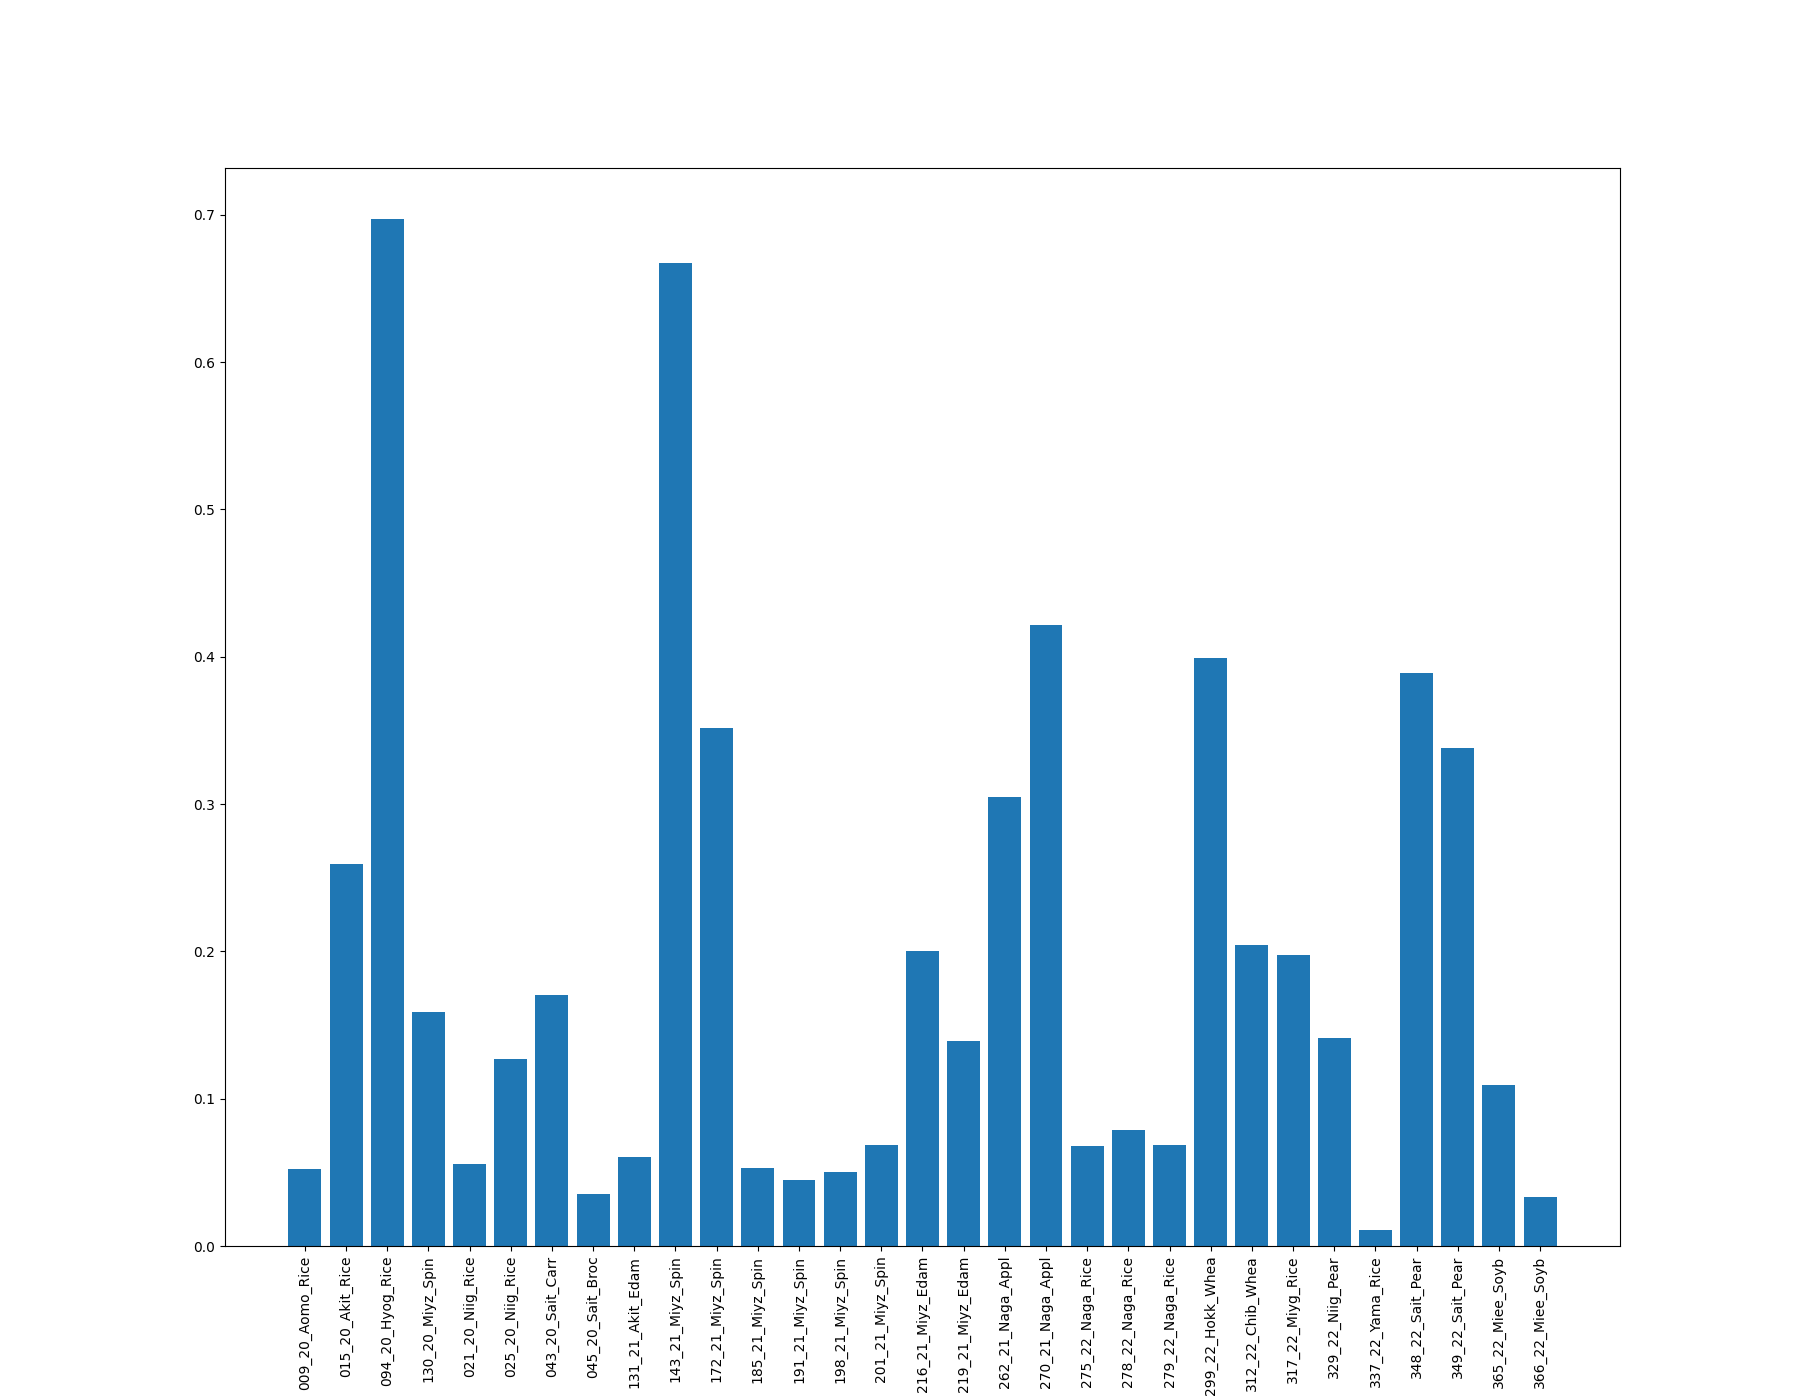 0.7
0.6
0.5
0.4
0.3
0.2
0.1
0.0
009_20_Aomo_Rice
015_20_Akit_Rice
094_20_Hyog_Rice
130_20_Miyz_Spin
021_20_Niig_Rice
025_20_Niig_Rice
043_20_Sait_Carr
045_20_Sait_Broc
131_21_Akit_Edam
143_21_Miyz_Spin
172_21_Miyz_Spin
185_21_Miyz_Spin
191_21_Miyz_Spin
198_21_Miyz_Spin
201_21_Miyz_Spin
216_21_Miyz_Edam
219_21_Miyz_Edam
262_21_Naga_Appl
270_21_Naga_Appl
275_22_Naga_Rice
278_22_Naga_Rice
279_22_Naga_Rice
299_22_Hokk_Whea
312_22_Chib_Whea
317_22_Miyg_Rice
329_22_Niig_Pear
337_22_Yama_Rice
348_22_Sait_Pear
349_22_Sait_Pear
365_22_Miee_Soyb
366_22_Miee_Soyb